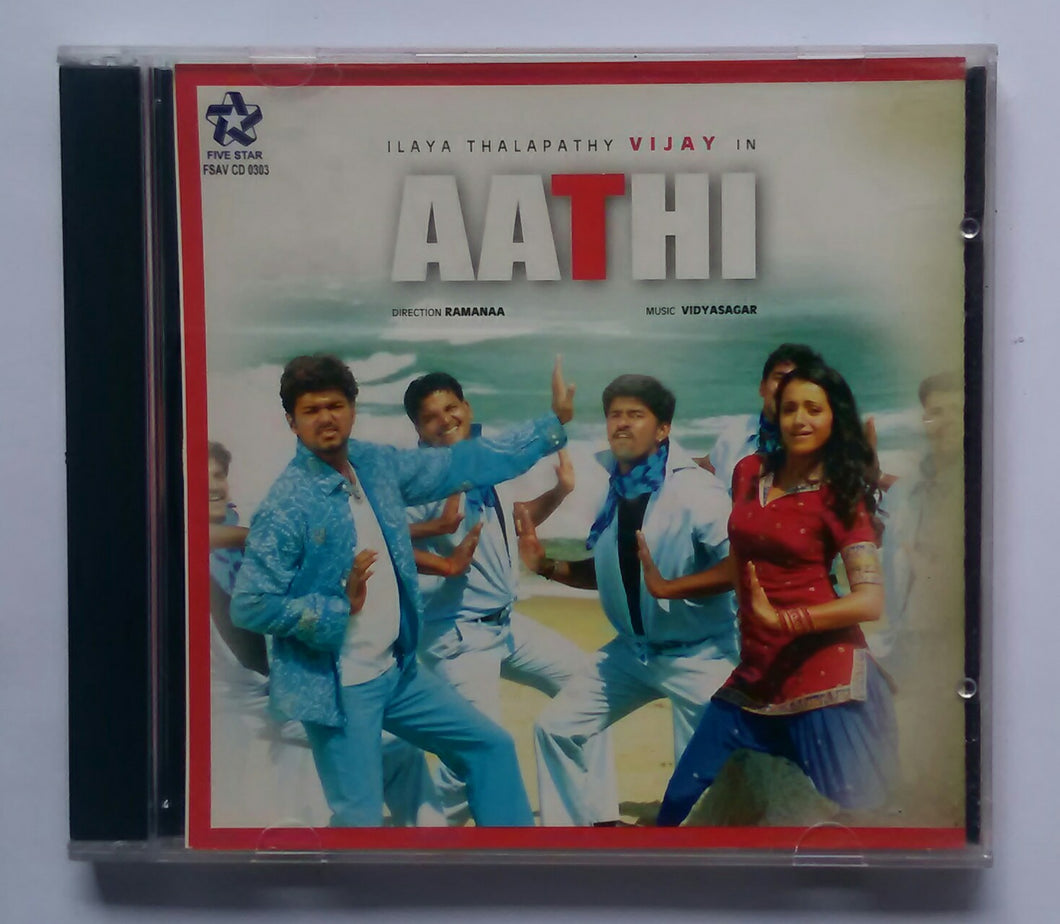 FIVE STAR
FSAV CD 0303
ILAYA THALAPATHY VIJAY IN
AATHI
DIRECTION RAMANAA MUSIC VIDYASAGAR